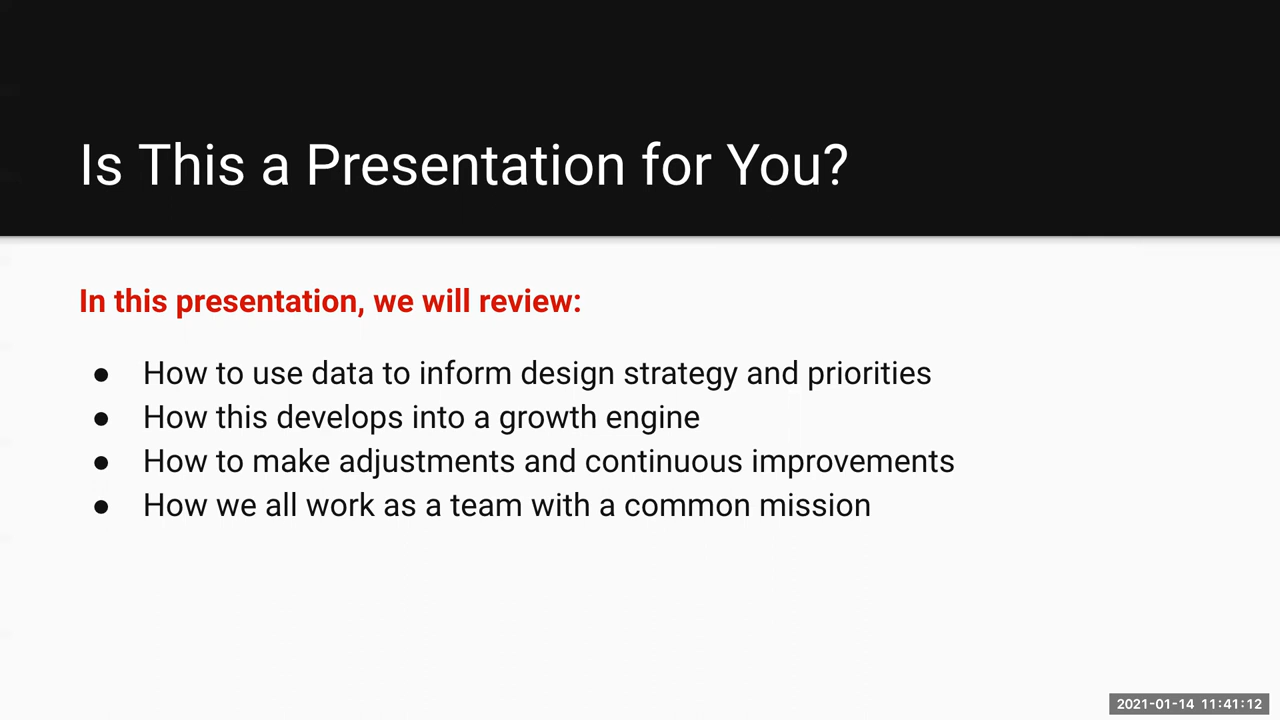 Is This a Presentation for You?
In this presentation, we will review:
● How to use data to inform design strategy and priorities
● How this develops into a growth engine
● How to make adjustments and continuous improvements
● How we all work as a team with a common mission
2021-01-14 11:41:12